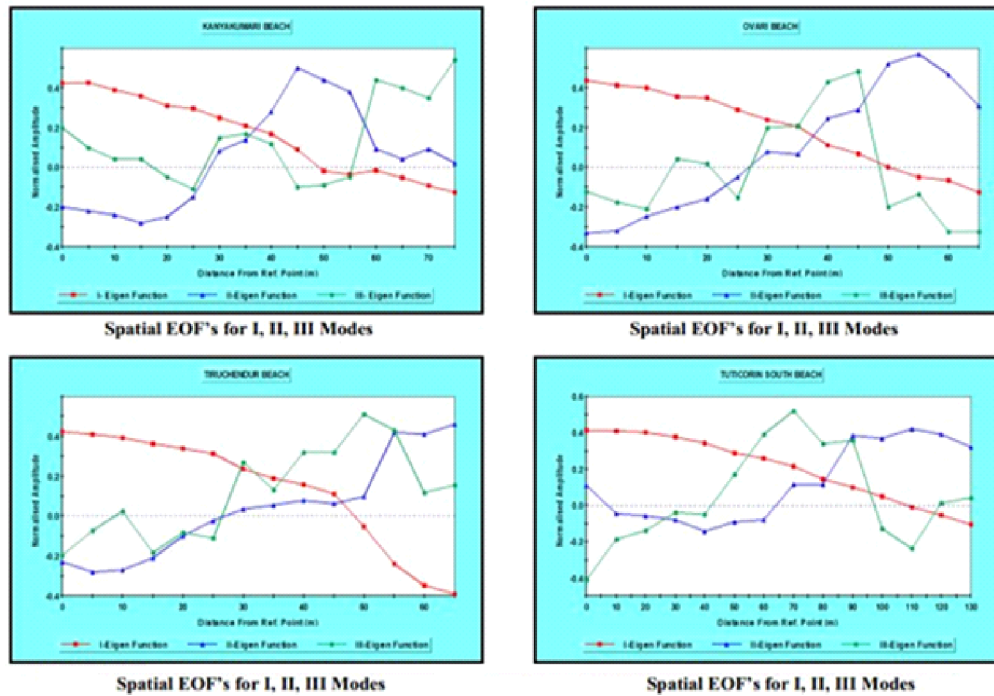 KANYAKUMARI BEACH
Normalised Amplitude
0.4
0.2
0.0
-0.2
-0.4
0 10 20 30 40 50 60 70
Distance From Ref. Point (m)
I- Eigen Function II-Eigen Function III- Eigen Function
Spatial EOF's for I, II, III Modes
OVARI BEACH
Normalised Amplitude
0.4
0.2
0.0
-0.2
-0.4
0 10 20 30 40 50 60
Distance From Ref. Point (m)
I-Eigen Function II-Eigen Function III-Eigen Function
Spatial EOF's for I, II, III Modes
TIRUCHENDUR BEACH
Normalised Amplitude
0.4
0.2
0.0
-0.2
-0.4
0 10 20 30 40 50 60
Distance From Ref. Point (m)
I-Eigen Function II-Eigen Function III-Eigen Function
Spatial EOF's for I, II, III Modes
TUTICORIN SOUTH BEACH
Normalised Amplitude
0.6
0.4
0.2
0.0
-0.2
-0.4
0 10 20 30 40 50 60 70 80 90 100 110 120 130
Distance From Ref. Point (m)
I-Eigen Function II-Eigen Function III-Eigen Function
Spatial EOF's for I, II, III Modes